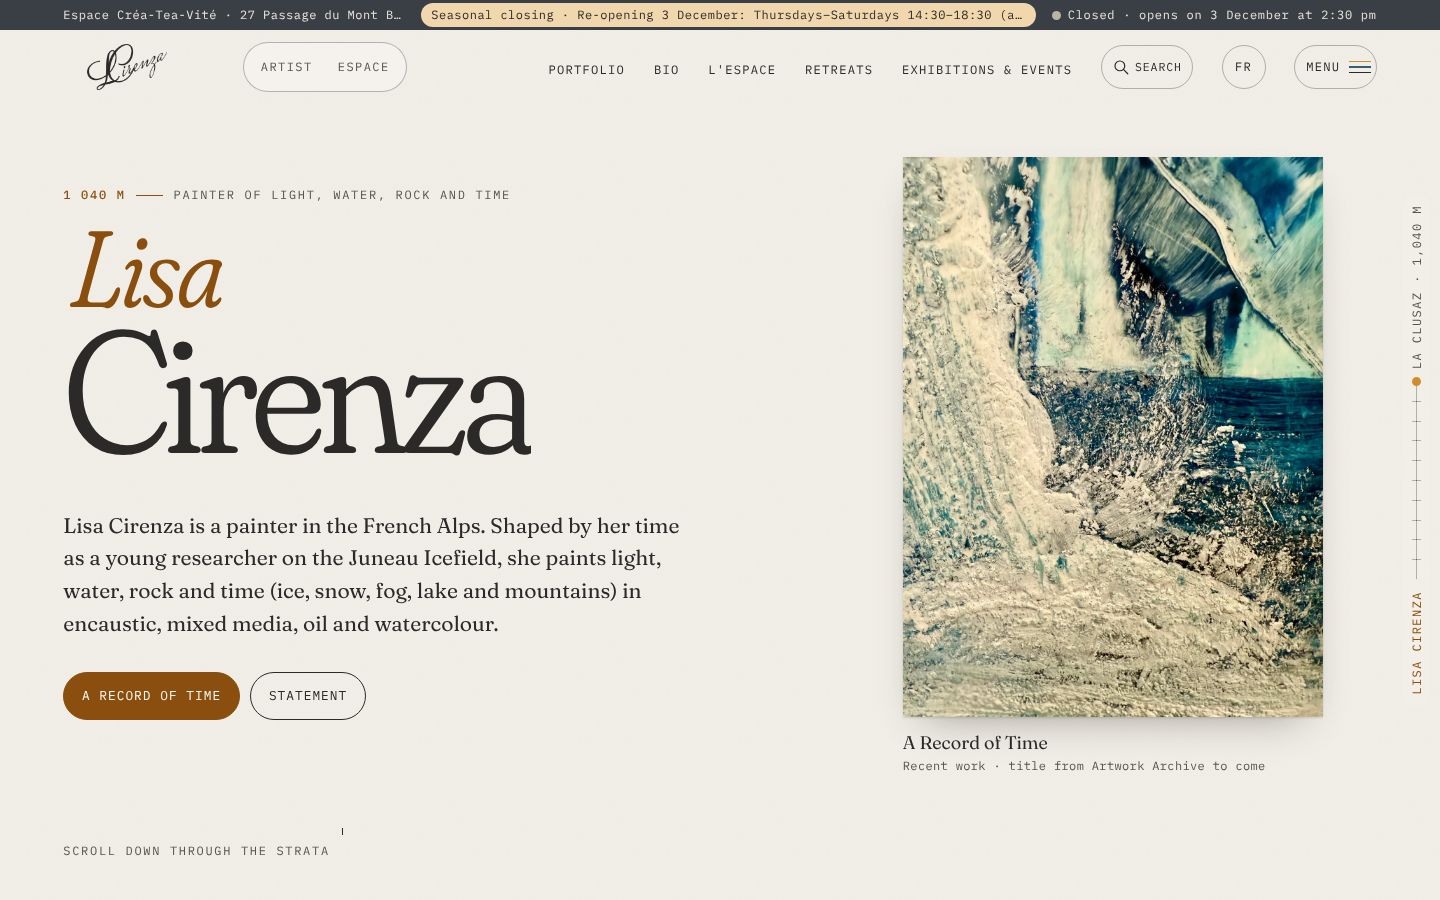 Espace Créa-Tea-Vité · 27 Passage du Mont B…
Seasonal closing · Re-opening 3 December: Thursdays–Saturdays 14:30–18:30 (a…
Closed · opens on 3 December at 2:30 pm
Cirenza
ARTIST
ESPACE
PORTFOLIO
BIO
L'ESPACE
RETREATS
EXHIBITIONS & EVENTS
SEARCH
FR
MENU
1 040 M
PAINTER OF LIGHT, WATER, ROCK AND TIME
Lisa
Cirenza
Lisa Cirenza is a painter in the French Alps. Shaped by her time
as a young researcher on the Juneau Icefield, she paints light,
water, rock and time (ice, snow, fog, lake and mountains) in
encaustic, mixed media, oil and watercolour.
A RECORD OF TIME
STATEMENT
A Record of Time
Recent work · title from Artwork Archive to come
LA CLUSAZ · 1,040 M
LISA CIRENZA
SCROLL DOWN THROUGH THE STRATA